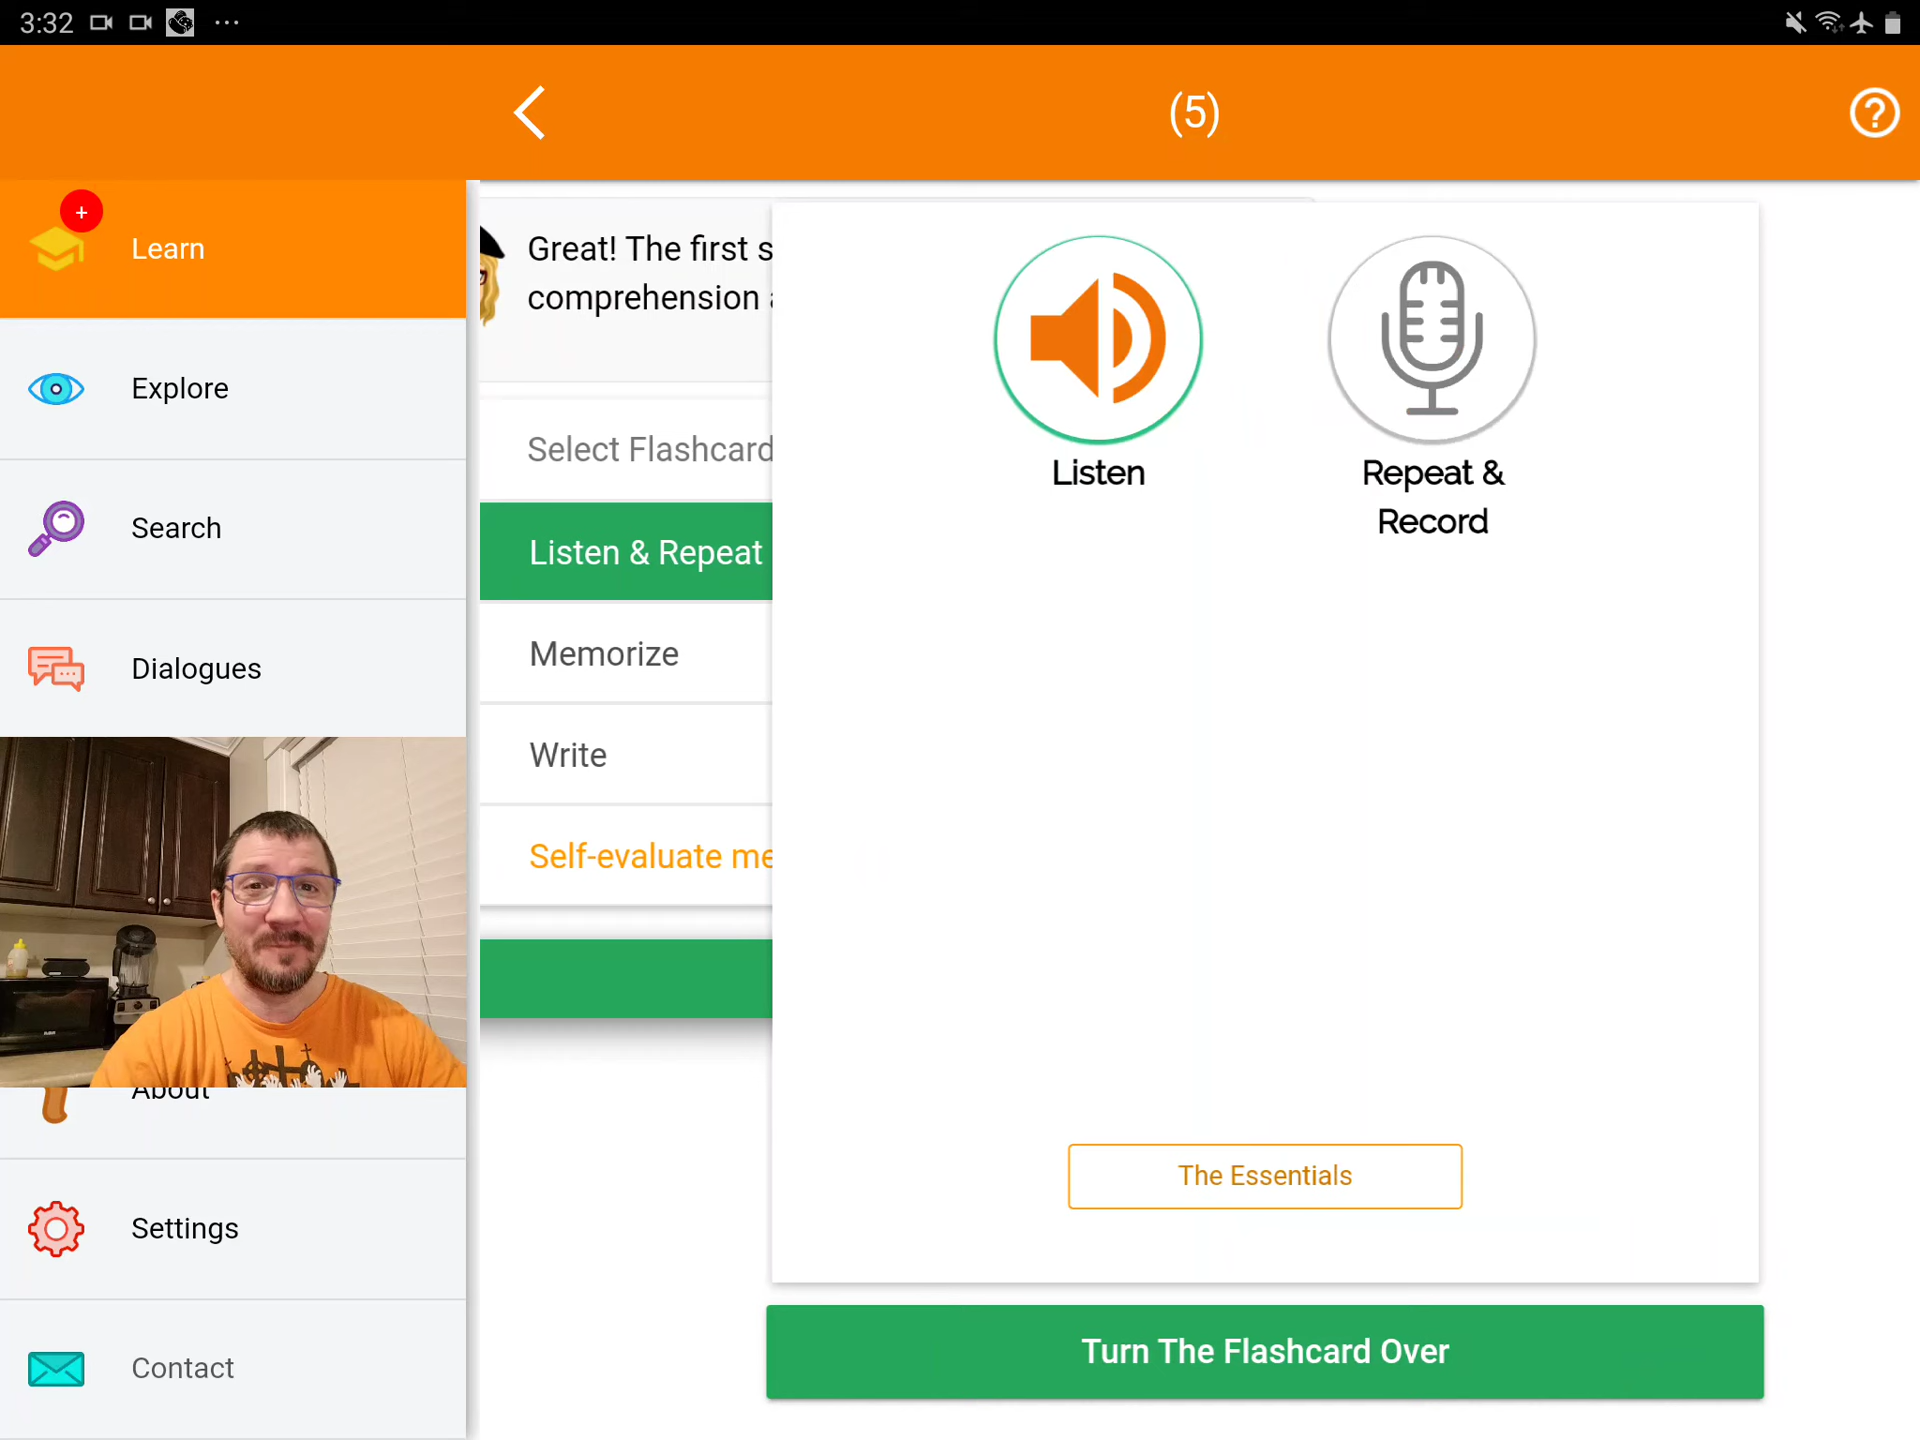 3:32
(5)
+
Learn
Explore
Search
Dialogues
About
Settings
Contact
Great! The first s
comprehension
Select Flashcard
Listen & Repeat
Memorize
Write
Self-evaluate me
Listen
Repeat &
Record
The Essentials
Turn The Flashcard Over